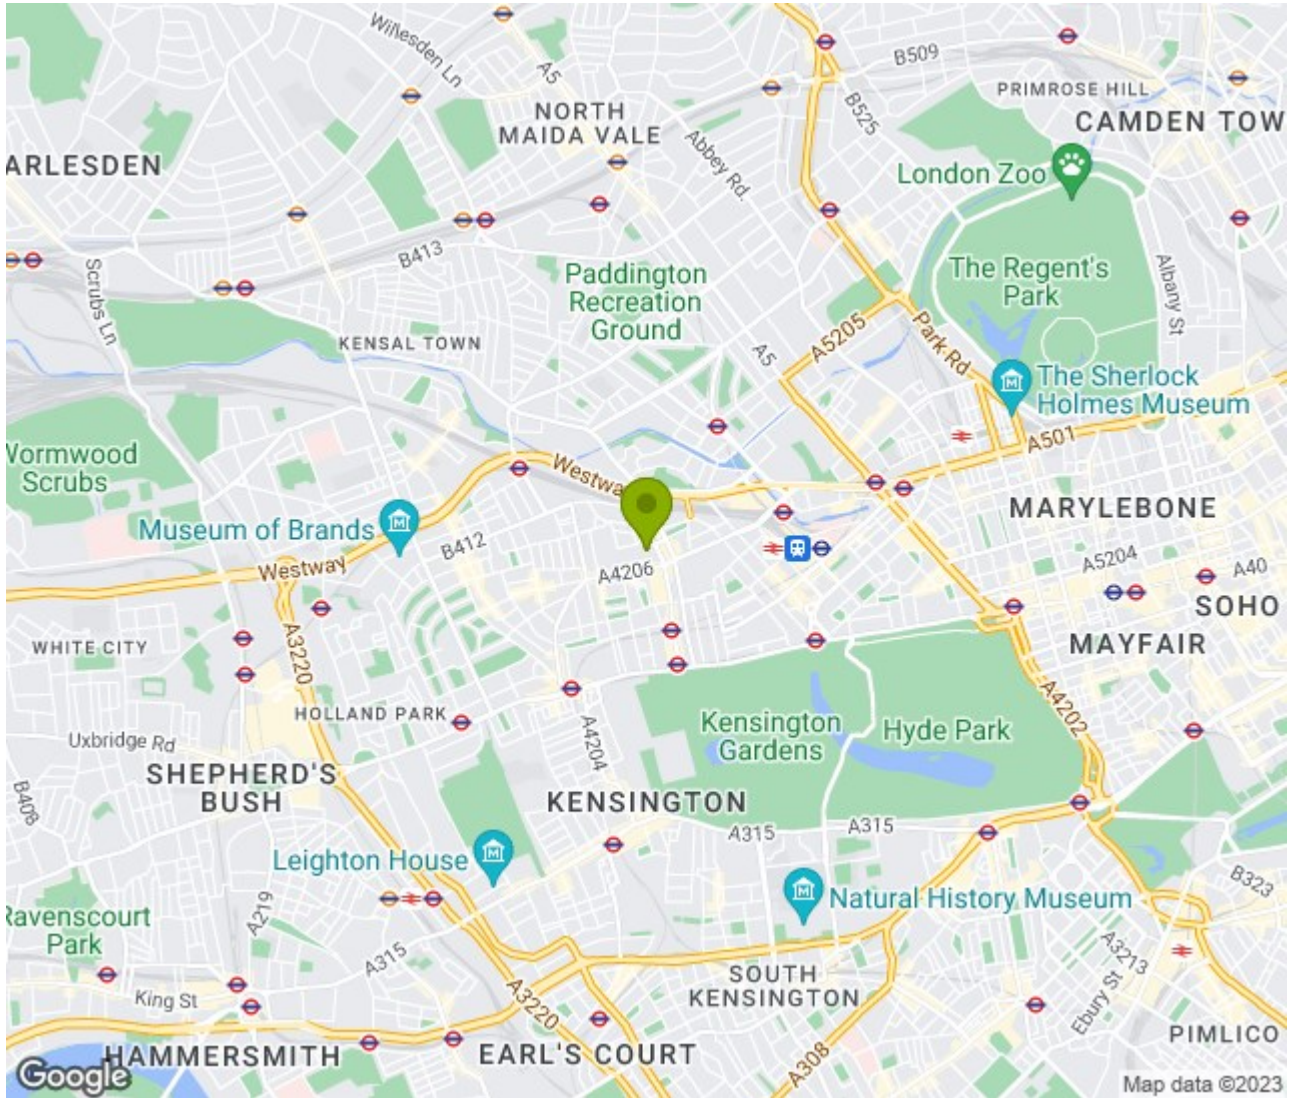 Willesden Ln
A5
B509
PRIMROSE HILL
NORTH
MAIDA VALE
B525
CAMDEN TOW
Abbey Rd.
ARLESDEN
London Zoo
B413
Scrubs Ln
Paddington
Recreation
Ground
The Regent's
Park
Albany St
KENSAL TOWN
A5
A5205
Park Rd
The Sherlock
Holmes Museum
A501
Wormwood
Scrubs
Westway
MARYLEBONE
Museum of Brands
B412
A5204
A40
Westway
A4206
SOHO
WHITE CITY
A3220
MAYFAIR
A4202
HOLLAND PARK
Kensington
Gardens
Hyde Park
Uxbridge Rd
A4204
SHEPHERD'S
BUSH
B408
KENSINGTON
A315
A315
Leighton House
B323
A219
Natural History Museum
Ravenscourt
Park
A315
A3213
SOUTH
KENSINGTON
King St
A3220
Ebury St
PIMLICO
HAMMERSMITH
EARL'S COURT
A308
Google
Map data ©2023